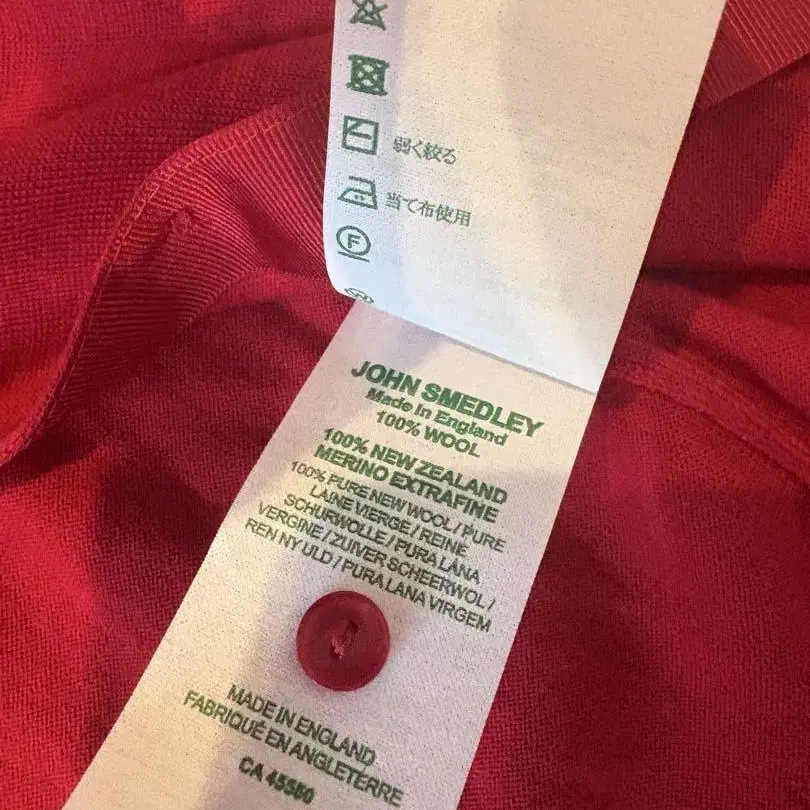 弱く絞る
当て布使用
F
JOHN SMEDLEY
Made in England
100% WOOL
100% NEW ZEALAND
MERINO EXTRAFINE
100% PURE NEW WOOL / PURE
LAINE VIERGE / REINE
SCHURWOLLE / PURA LANA
VERGINE / ZUIVER SCHEERWOL /
REN NY ULD / PURA LANA VIRGEM
MADE IN ENGLAND
FABRIQUÉ EN ANGLETERRE
CA